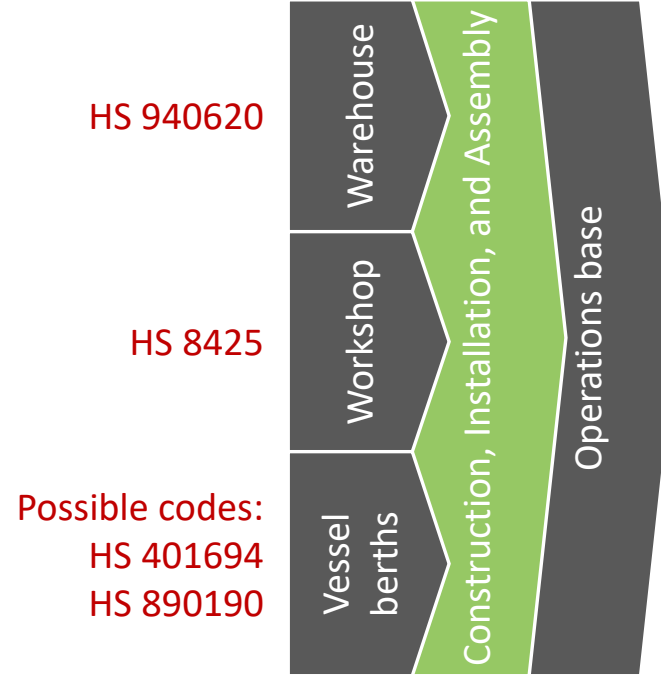 HS 940620
Warehouse
HS 8425
Workshop
Possible codes:
HS 401694
HS 890190
Vessel
berths
Construction, Installation, and Assembly
Operations base